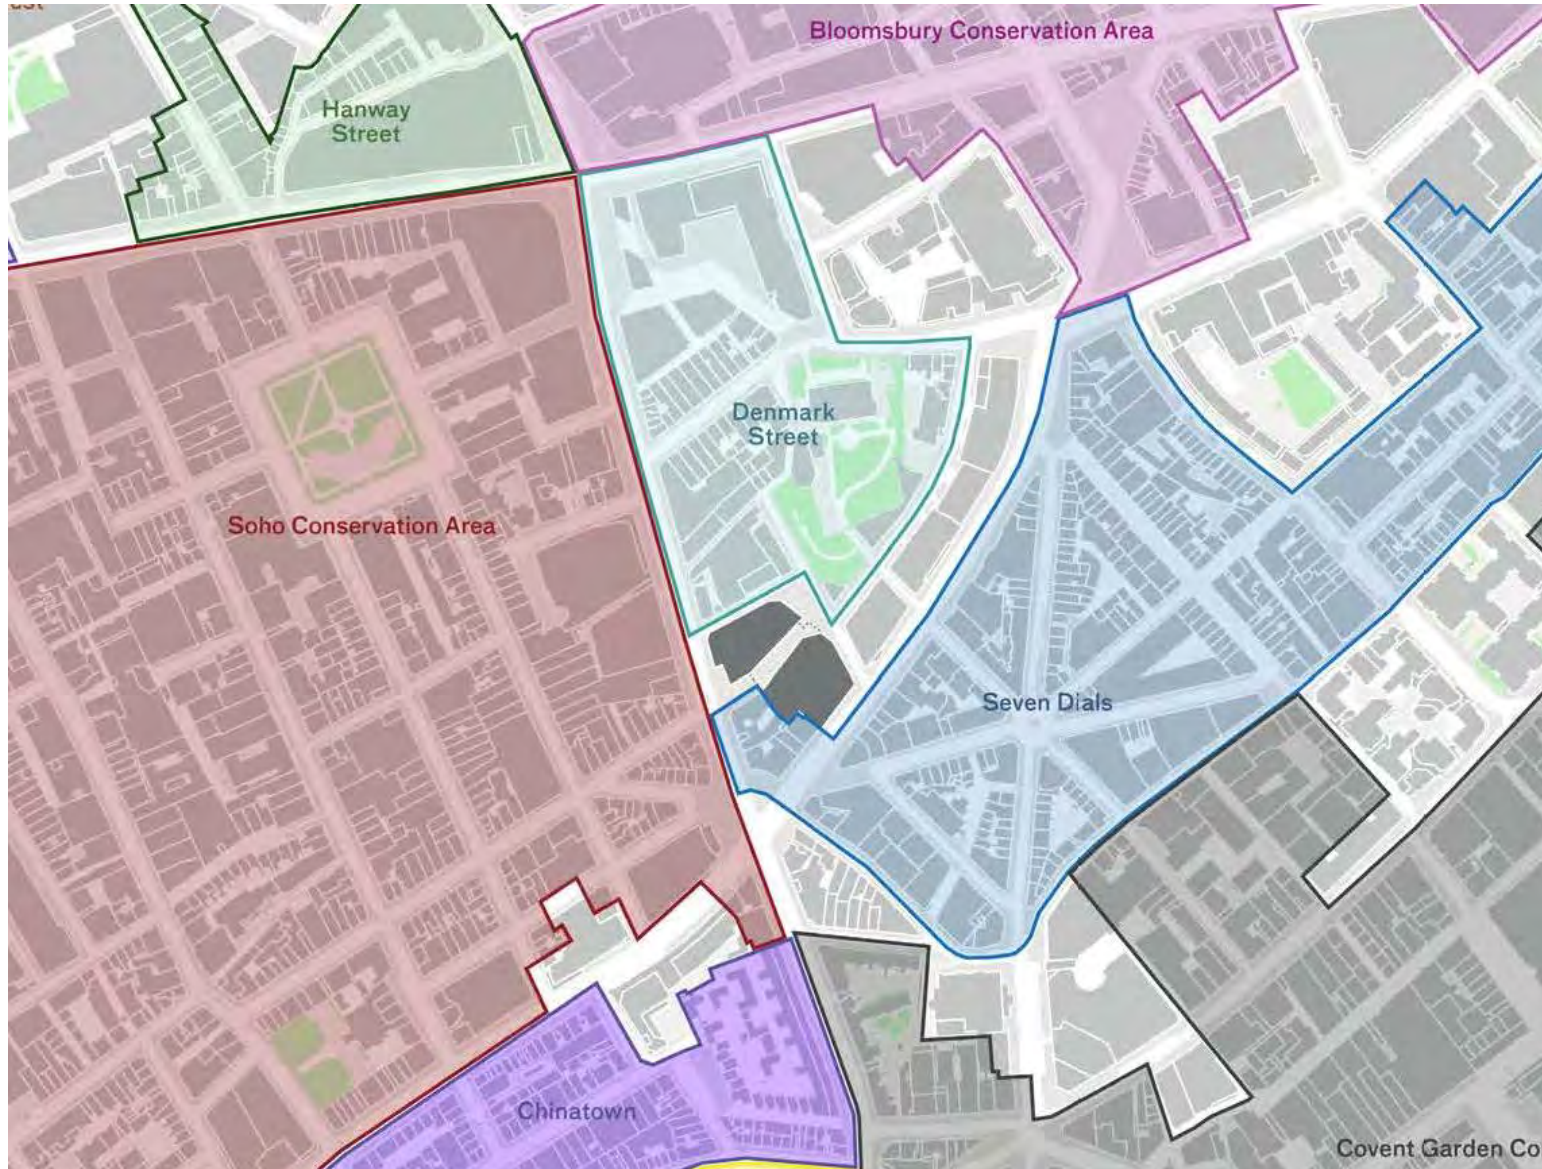 Bloomsbury Conservation Area
Hanway
Street
Denmark
Street
Soho Conservation Area
Seven Dials
Chinatown
Covent Garden Co